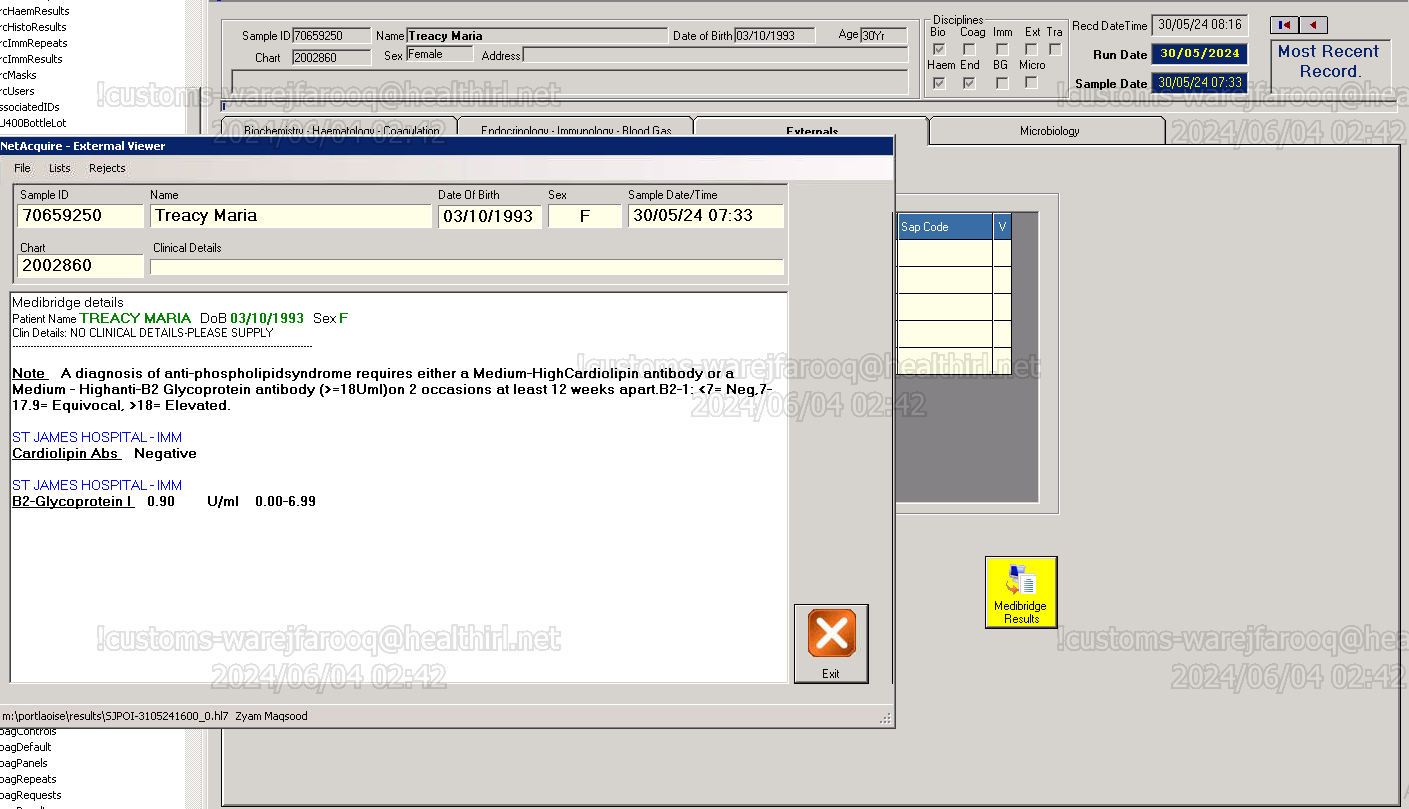 rcHaemResults
rcHistoResults
rcImmRepeats
rcImmResults
rcMasks
rcUsers
ssociatedIDs
U400BottleLot
Sample ID 70659250 Name Treacy Maria Date of Birth 03/10/1993 Age 30Yr
Chart 2002860 Sex Female Address
Disciplines
Bio Coag Imm Ext Tra
Haem End BG Micro
Recd DateTime 30/05/24 08:16
Run Date 30/05/2024
Sample Date 30/05/24 07:33
Most Recent
Record.
!customs-warejfarooq@healthirl.net
2024/06/04 02:42
!customs-warejfarooq@hea
2024/06/04 02:42
Biochemistry - Haematology - Coagulation Endocrinology - Immunology - Blood Gas Externals Microbiology
NetAcquire - Extermal Viewer
File Lists Rejects
Sample ID Name Date Of Birth Sex Sample Date/Time
70659250 Treacy Maria 03/10/1993 F 30/05/24 07:33
Chart Clinical Details
2002860
Sap Code V
Medibridge details
Patient Name TREACY MARIA DoB 03/10/1993 Sex F
Clin Details: NO CLINICAL DETAILS-PLEASE SUPPLY
Note A diagnosis of anti-phospholipidsyndrome requires either a Medium-HighCardiolipin antibody or a
Medium - Highanti-B2 Glycoprotein antibody (>=18Uml)on 2 occasions at least 12 weeks apart.B2-1: <7= Neg,7-
17.9= Equivocal, >18= Elevated.
!customs-warejfarooq@healthirl.net
2024/06/04 02:42
ST JAMES HOSPITAL - IMM
Cardiolipin Abs Negative
ST JAMES HOSPITAL - IMM
B2-Glycoprotein I 0.90 U/ml 0.00-6.99
Medibridge
Results
!customs-warejfarooq@healthirl.net
2024/06/04 02:42
!customs-warejfarooq@hea
2024/06/04 02:42
Exit
m:\portlaoise\results\SJPOI-3105241600_0.hl7 Zyam Maqsood
oagControls
oagDefault
oagPanels
oagRepeats
oagRequests